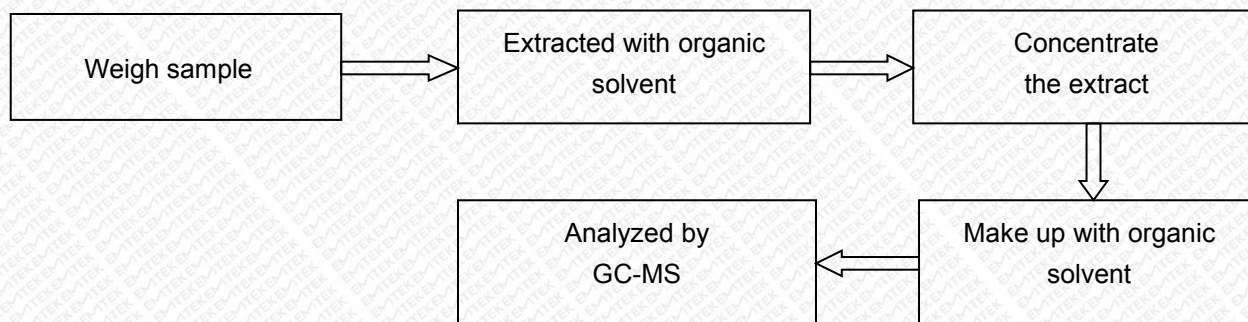 Weigh sample
Extracted with organic
solvent
Concentrate
the extract
Make up with organic
solvent
Analyzed by
GC-MS